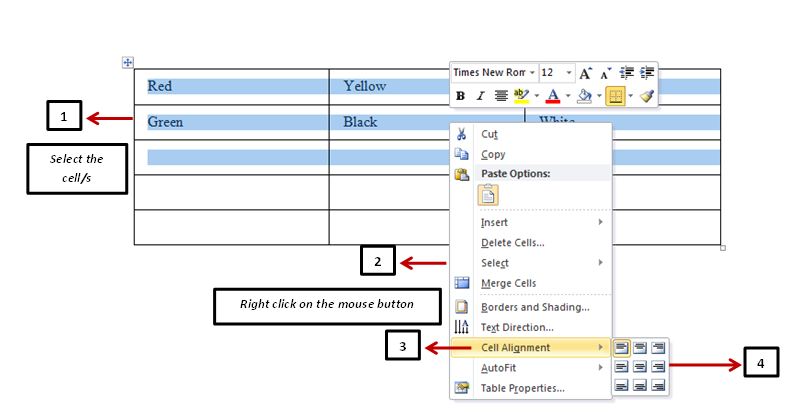 Times New Rom 12 A A
B I ab A
Red Yellow
1
Green Black White
Select the
cell/s
Cut
Copy
Paste Options:
Insert
Delete Cells...
2
Select
Merge Cells
Right click on the mouse button
Borders and Shading...
Text Direction...
3
Cell Alignment
4
AutoFit
Table Properties...